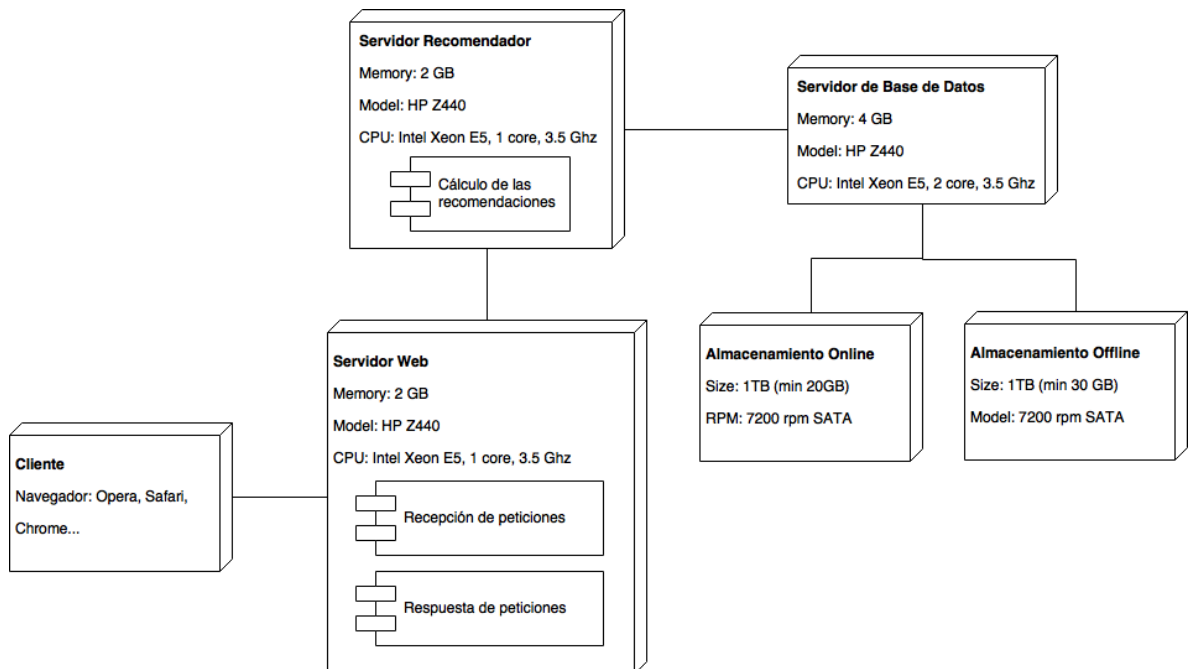 Servidor Recomendador
Memory: 2 GB
Model: HP Z440
CPU: Intel Xeon E5, 1 core, 3.5 Ghz
Cálculo de las
recomendaciones
Servidor de Base de Datos
Memory: 4 GB
Model: HP Z440
CPU: Intel Xeon E5, 2 core, 3.5 Ghz
Almacenamiento Online
Size: 1TB (min 20GB)
RPM: 7200 rpm SATA
Almacenamiento Offline
Size: 1TB (min 30 GB)
Model: 7200 rpm SATA
Servidor Web
Memory: 2 GB
Model: HP Z440
CPU: Intel Xeon E5, 1 core, 3.5 Ghz
Recepción de peticiones
Respuesta de peticiones
Cliente
Navegador: Opera, Safari,
Chrome...